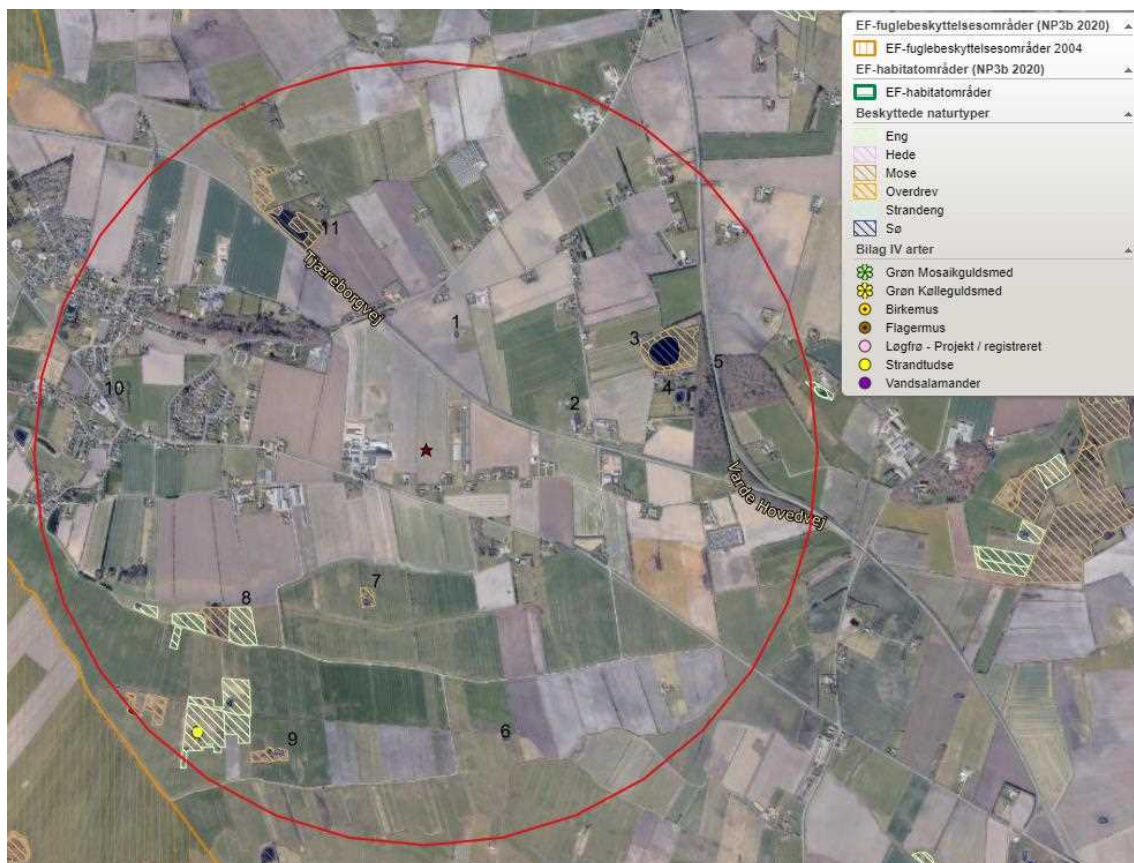 EF-fuglebeskyttelsesområder (NP3b 2020)
EF-fuglebeskyttelsesområder 2004
EF-habitatområder (NP3b 2020)
EF-habitatområder
Beskyttede naturtyper
Eng
Hede
Mose
Overdrev
Strandeng
Sø
Bilag IV arter
Grøn Mosaikguldsmed
Grøn Kølleguldsmed
Birkemus
Flagermus
Løgfrø - Projekt / registreret
Strandtudse
Vandsalamander
11
Tjæreborgvej
1
3
5
4
10
2
Varde Hovedvej
7
8
6
9